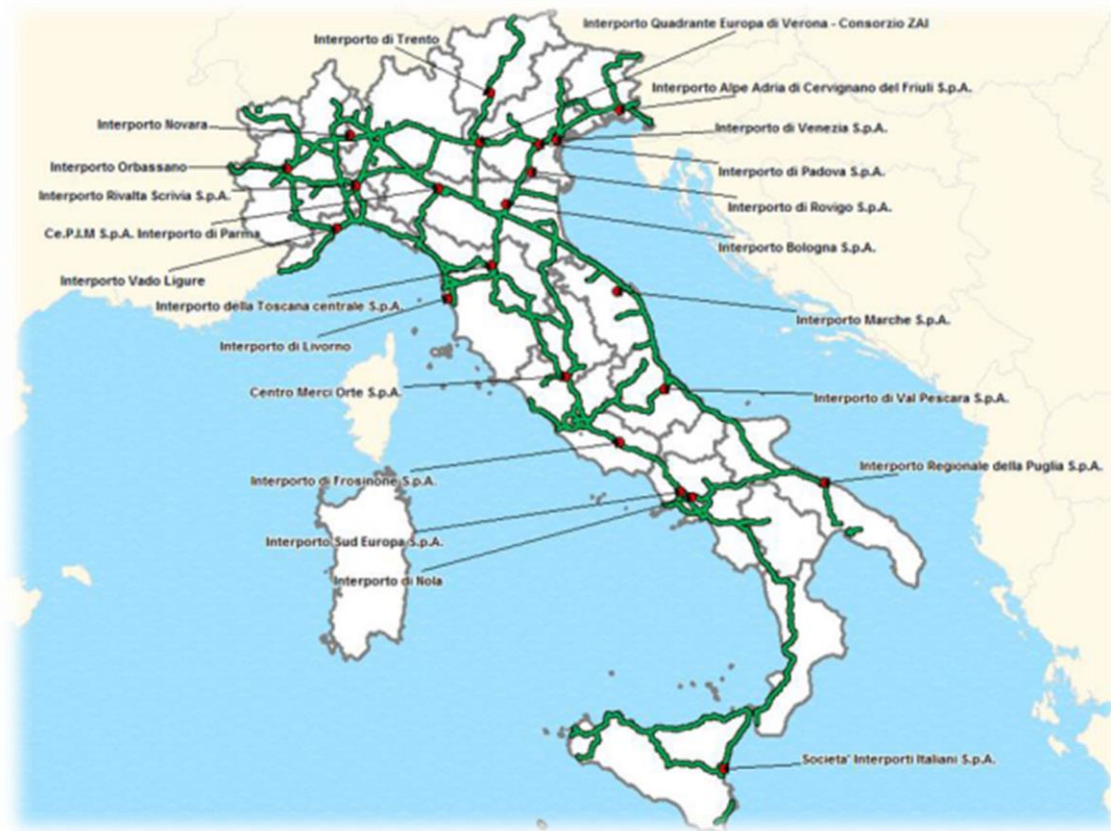 Interporto Quadrante Europa di Verona - Consorzio ZAI
Interporto di Trento
Interporto Alpe Adria di Cervignano del Friuli S.p.A.
Interporto Novara
Interporto di Venezia S.p.A.
Interporto Orbassano
Interporto di Padova S.p.A.
Interporto Rivalta Scrivia S.p.A.
Interporto di Rovigo S.p.A.
Ce.P.I.M S.p.A. Interporto di Parma
Interporto Bologna S.p.A.
Interporto Vado Ligure
Interporto della Toscana centrale S.p.A.
Interporto Marche S.p.A.
Interporto di Livorno
Centro Merci Orte S.p.A.
Interporto di Val Pescara S.p.A.
Interporto Regionale della Puglia S.p.A.
Interporto di Frosinone S.p.A.
Interporto Sud Europa S.p.A.
Interporto di Nola
Societa' Interporti Italiani S.p.A.